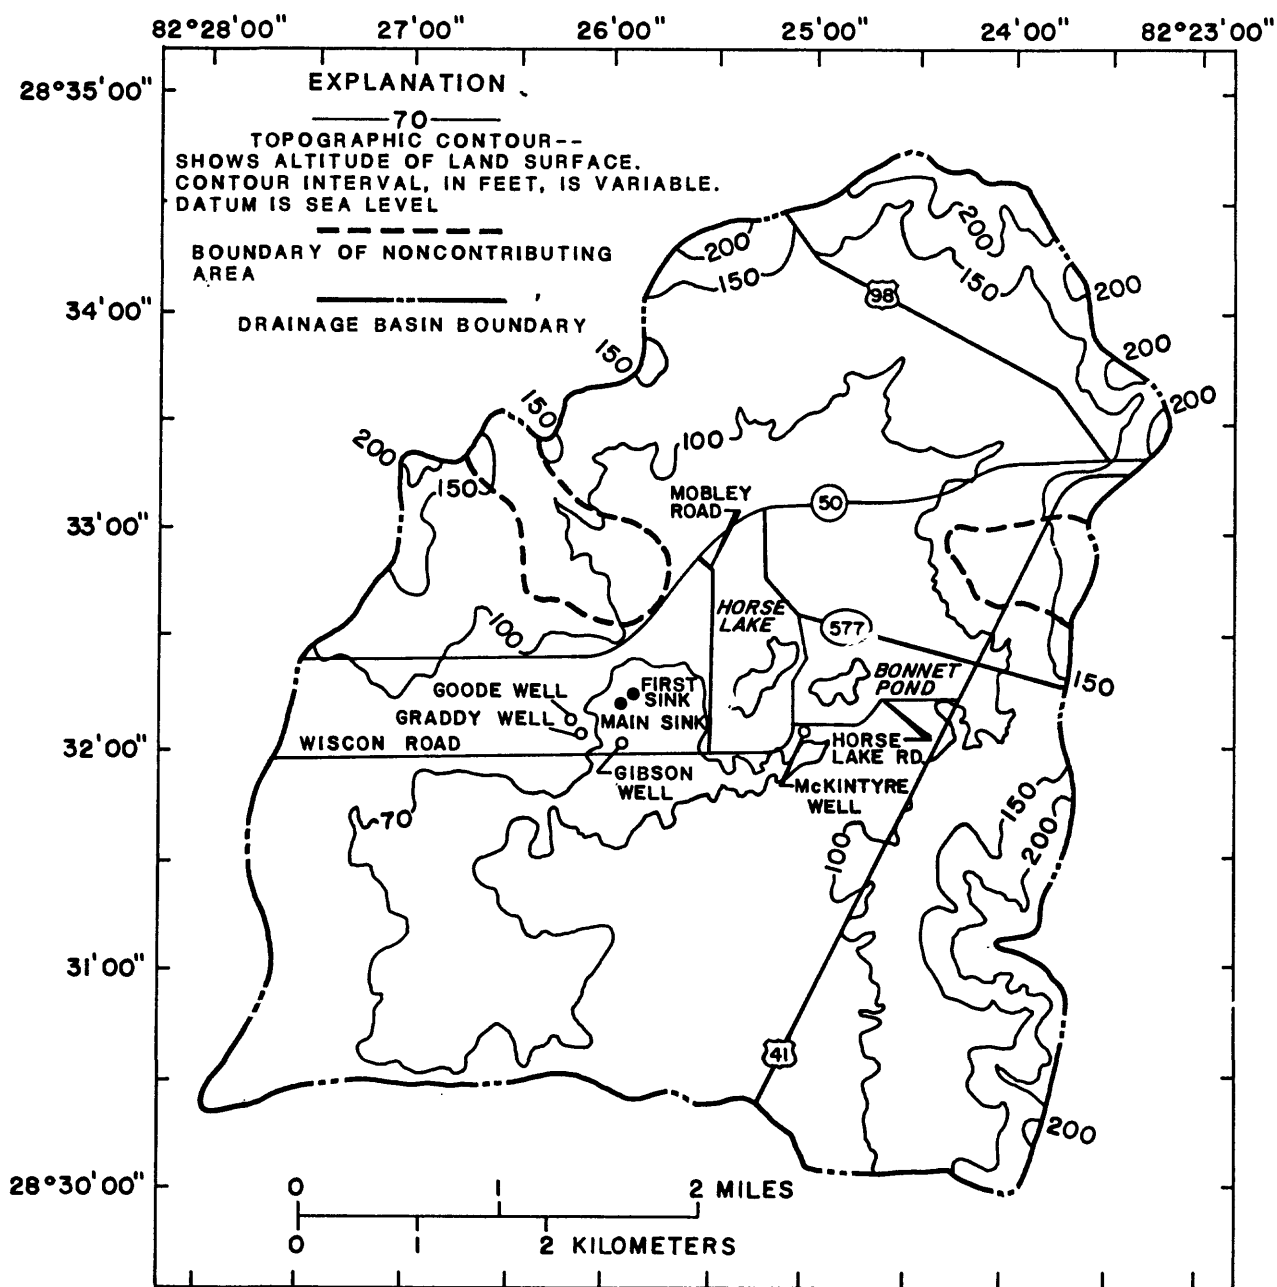 82°28'00" 27'00" 26'00" 25'00" 24'00" 82°23'00"
28°35'00"
EXPLANATION
70
TOPOGRAPHIC CONTOUR--
SHOWS ALTITUDE OF LAND SURFACE.
CONTOUR INTERVAL, IN FEET, IS VARIABLE.
DATUM IS SEA LEVEL
BOUNDARY OF NONCONTRIBUTING
AREA
DRAINAGE BASIN BOUNDARY
200
200
150
150
98
200
34'00"
150
200
150
200
200
100
150
MOBLEY
ROAD
50
33'00"
HORSE
LAKE
577
100
BONNET
POND
150
GOODE WELL
FIRST
SINK
GRADDY WELL
MAIN SINK
32'00"
WISCON ROAD
HORSE
LAKE RD.
GIBSON
WELL
McKINTYRE
WELL
70
150
200
100
31'00"
41
200
28°30'00"
0 1 2 MILES
0 1 2 KILOMETERS